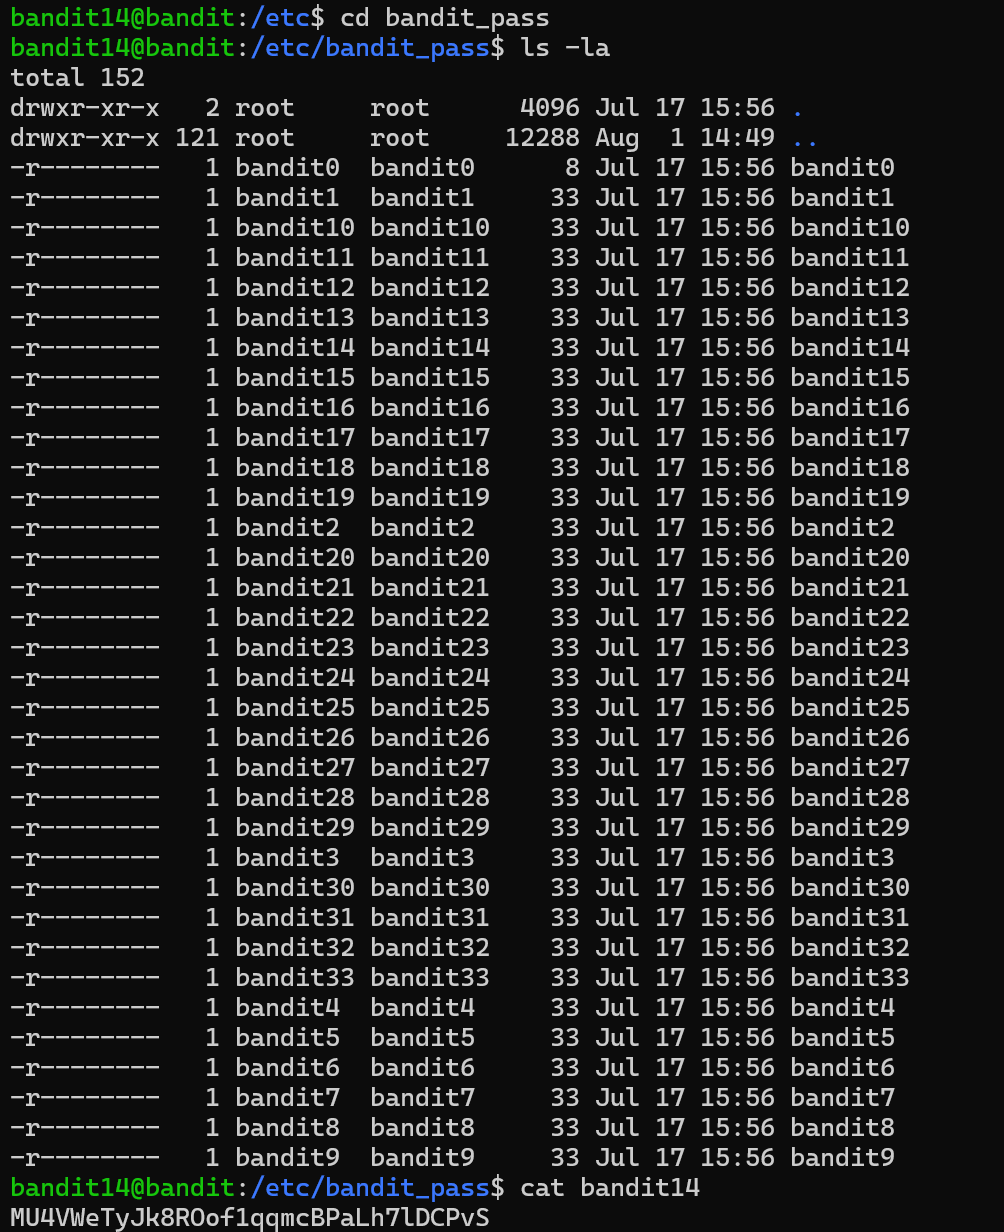 bandit14@bandit:/etc$ cd bandit_pass
bandit14@bandit:/etc/bandit_pass$ ls -la
total 152
drwxr-xr-x   2 root     root      4096 Jul 17 15:56 .
drwxr-xr-x 121 root     root     12288 Aug  1 14:49 ..
-r--------   1 bandit0  bandit0      8 Jul 17 15:56 bandit0
-r--------   1 bandit1  bandit1     33 Jul 17 15:56 bandit1
-r--------   1 bandit10 bandit10    33 Jul 17 15:56 bandit10
-r--------   1 bandit11 bandit11    33 Jul 17 15:56 bandit11
-r--------   1 bandit12 bandit12    33 Jul 17 15:56 bandit12
-r--------   1 bandit13 bandit13    33 Jul 17 15:56 bandit13
-r--------   1 bandit14 bandit14    33 Jul 17 15:56 bandit14
-r--------   1 bandit15 bandit15    33 Jul 17 15:56 bandit15
-r--------   1 bandit16 bandit16    33 Jul 17 15:56 bandit16
-r--------   1 bandit17 bandit17    33 Jul 17 15:56 bandit17
-r--------   1 bandit18 bandit18    33 Jul 17 15:56 bandit18
-r--------   1 bandit19 bandit19    33 Jul 17 15:56 bandit19
-r--------   1 bandit2  bandit2     33 Jul 17 15:56 bandit2
-r--------   1 bandit20 bandit20    33 Jul 17 15:56 bandit20
-r--------   1 bandit21 bandit21    33 Jul 17 15:56 bandit21
-r--------   1 bandit22 bandit22    33 Jul 17 15:56 bandit22
-r--------   1 bandit23 bandit23    33 Jul 17 15:56 bandit23
-r--------   1 bandit24 bandit24    33 Jul 17 15:56 bandit24
-r--------   1 bandit25 bandit25    33 Jul 17 15:56 bandit25
-r--------   1 bandit26 bandit26    33 Jul 17 15:56 bandit26
-r--------   1 bandit27 bandit27    33 Jul 17 15:56 bandit27
-r--------   1 bandit28 bandit28    33 Jul 17 15:56 bandit28
-r--------   1 bandit29 bandit29    33 Jul 17 15:56 bandit29
-r--------   1 bandit3  bandit3     33 Jul 17 15:56 bandit3
-r--------   1 bandit30 bandit30    33 Jul 17 15:56 bandit30
-r--------   1 bandit31 bandit31    33 Jul 17 15:56 bandit31
-r--------   1 bandit32 bandit32    33 Jul 17 15:56 bandit32
-r--------   1 bandit33 bandit33    33 Jul 17 15:56 bandit33
-r--------   1 bandit4  bandit4     33 Jul 17 15:56 bandit4
-r--------   1 bandit5  bandit5     33 Jul 17 15:56 bandit5
-r--------   1 bandit6  bandit6     33 Jul 17 15:56 bandit6
-r--------   1 bandit7  bandit7     33 Jul 17 15:56 bandit7
-r--------   1 bandit8  bandit8     33 Jul 17 15:56 bandit8
-r--------   1 bandit9  bandit9     33 Jul 17 15:56 bandit9
bandit14@bandit:/etc/bandit_pass$ cat bandit14
MU4VWeTyJk8ROof1qqmcBPaLh7lDCPvS